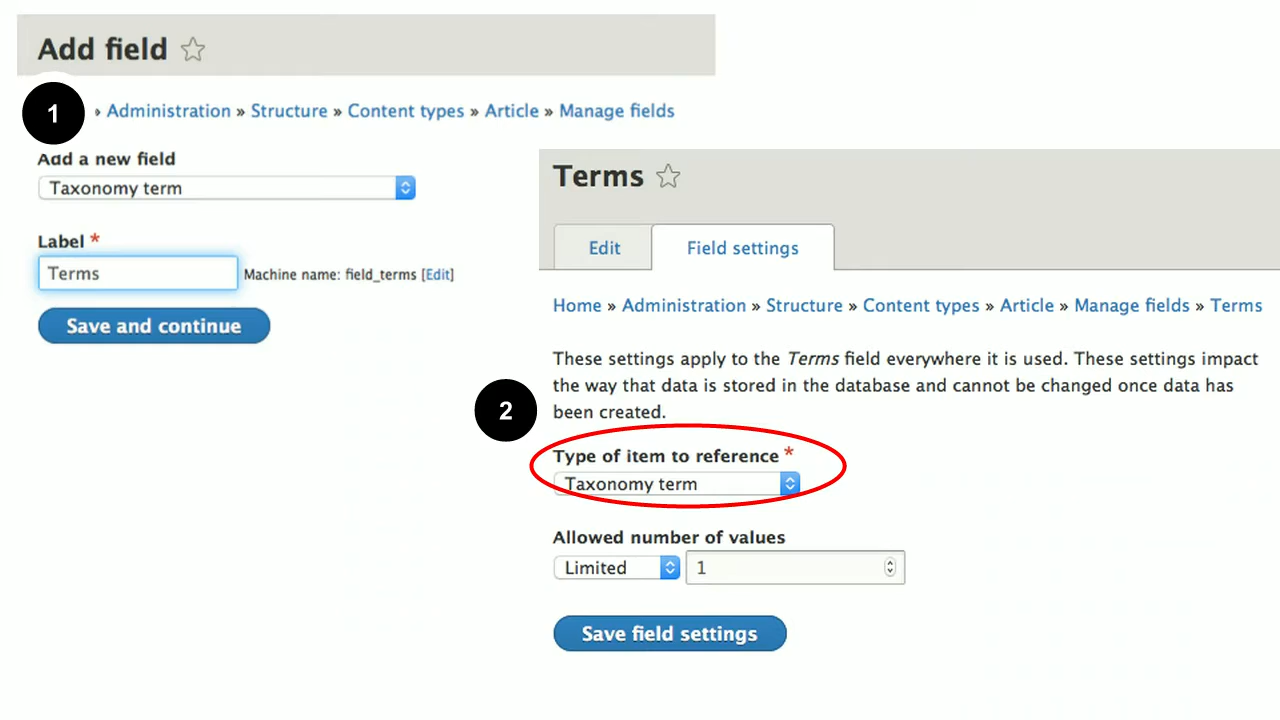 Add field
1
» Administration » Structure » Content types » Article » Manage fields
Add a new field
Taxonomy term
Label *
Terms
Machine name: field_terms [Edit]
Save and continue
Terms
Edit
Field settings
Home » Administration » Structure » Content types » Article » Manage fields » Terms
These settings apply to the Terms field everywhere it is used. These settings impact
the way that data is stored in the database and cannot be changed once data has
been created.
2
Type of item to reference *
Taxonomy term
Allowed number of values
Limited
1
Save field settings